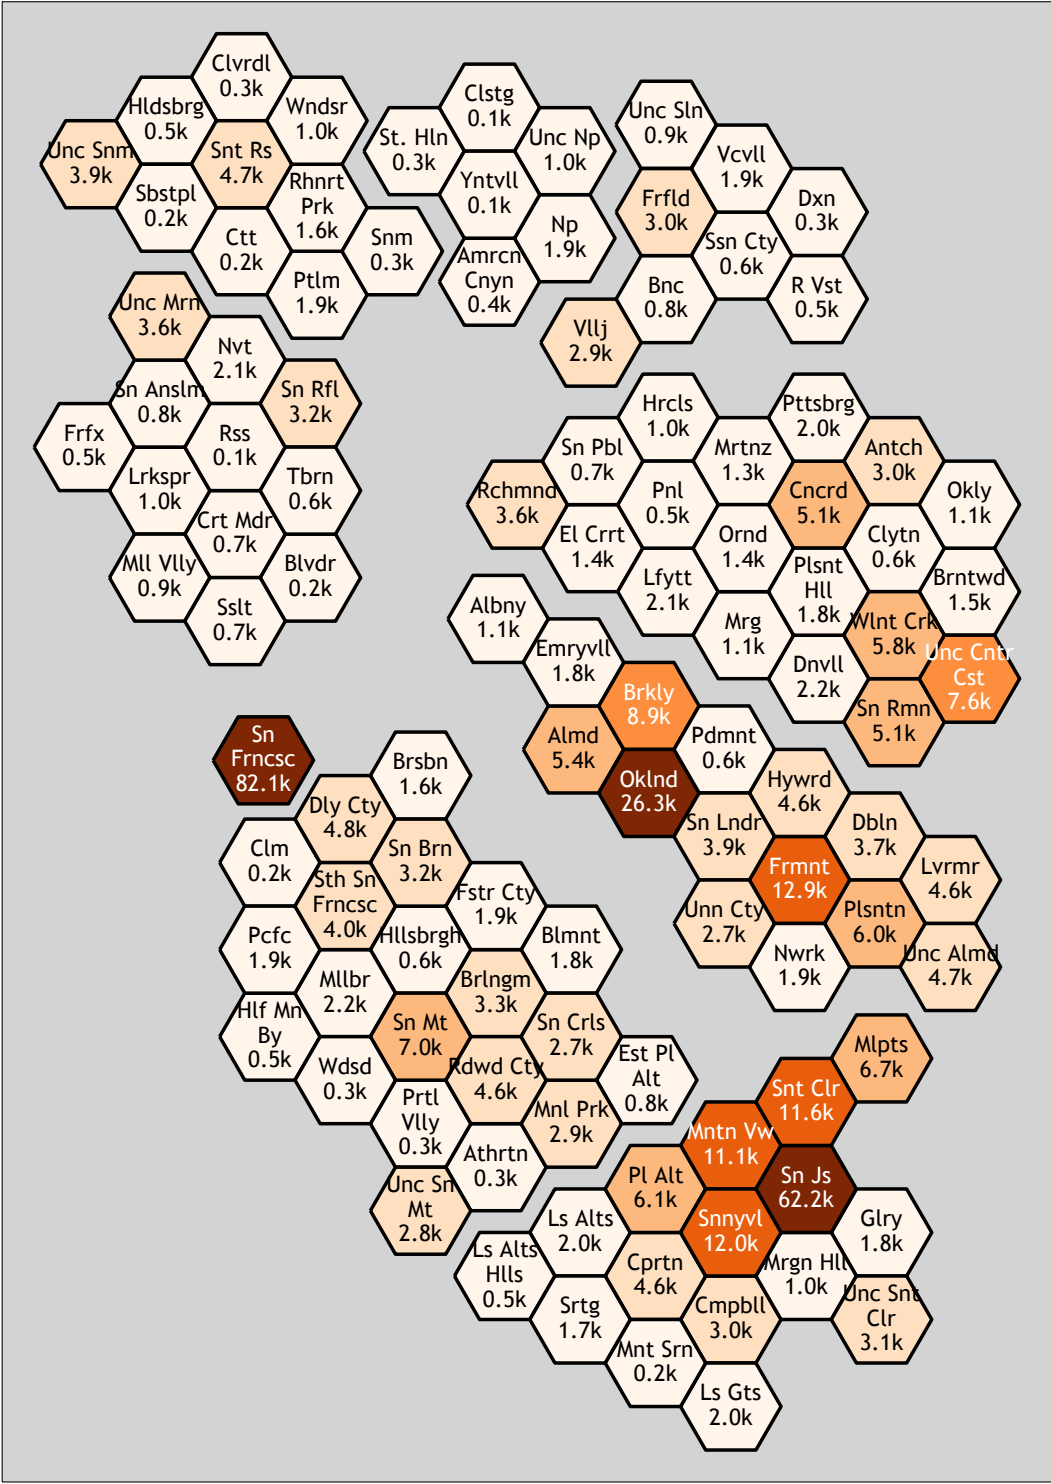 Clvrdl
0.3k
Hldsbrg
0.5k
Wndsr
1.0k
Unc Snm
3.9k
Snt Rs
4.7k
Sbstpl
0.2k
Rhnrt
Prk
1.6k
Ctt
0.2k
Snm
0.3k
Ptlm
1.9k
Clstg
0.1k
St. Hln
0.3k
Unc Np
1.0k
Yntvll
0.1k
Np
1.9k
Amrcn
Cnyn
0.4k
Unc Sln
0.9k
Vcvll
1.9k
Frfld
3.0k
Dxn
0.3k
Ssn Cty
0.6k
Bnc
0.8k
R Vst
0.5k
Vllj
2.9k
Unc Mrn
3.6k
Nvt
2.1k
Sn Anslm
0.8k
Sn Rfl
3.2k
Frfx
0.5k
Rss
0.1k
Lrkspr
1.0k
Tbrn
0.6k
Crt Mdr
0.7k
Mll Vlly
0.9k
Blvdr
0.2k
Sslt
0.7k
Hrcls
1.0k
Pttsbrg
2.0k
Sn Pbl
0.7k
Mrtnz
1.3k
Antch
3.0k
Rchmnd
3.6k
Pnl
0.5k
Cncrd
5.1k
Okly
1.1k
El Crrt
1.4k
Ornd
1.4k
Clytn
0.6k
Lfytt
2.1k
Plsnt
Hll
1.8k
Brntwd
1.5k
Mrg
1.1k
Wlnt Crk
5.8k
Dnvll
2.2k
Unc Cntr
Cst
7.6k
Sn Rmn
5.1k
Albny
1.1k
Emryvll
1.8k
Brkly
8.9k
Almd
5.4k
Pdmnt
0.6k
Oklnd
26.3k
Hywrd
4.6k
Sn Lndr
3.9k
Dbln
3.7k
Frmnt
12.9k
Lvrmr
4.6k
Unn Cty
2.7k
Plsntn
6.0k
Nwrk
1.9k
Unc Almd
4.7k
Sn
Frncsc
82.1k
Brsbn
1.6k
Dly Cty
4.8k
Clm
0.2k
Sn Brn
3.2k
Sth Sn
Frncsc
4.0k
Fstr Cty
1.9k
Pcfc
1.9k
Hllsbrgh
0.6k
Blmnt
1.8k
Mllbr
2.2k
Brlngm
3.3k
Hlf Mn
By
0.5k
Sn Mt
7.0k
Sn Crls
2.7k
Wdsd
0.3k
Rdwd Cty
4.6k
Est Pl
Alt
0.8k
Prtl
Vlly
0.3k
Mnl Prk
2.9k
Athrtn
0.3k
Unc Sn
Mt
2.8k
Mlpts
6.7k
Snt Clr
11.6k
Mntn Vw
11.1k
Pl Alt
6.1k
Sn Js
62.2k
Ls Alts
2.0k
Snnyvl
12.0k
Glry
1.8k
Ls Alts
Hlls
0.5k
Cprtn
4.6k
Mrgn Hll
1.0k
Srtg
1.7k
Cmpbll
3.0k
Unc Snt
Clr
3.1k
Mnt Srn
0.2k
Ls Gts
2.0k